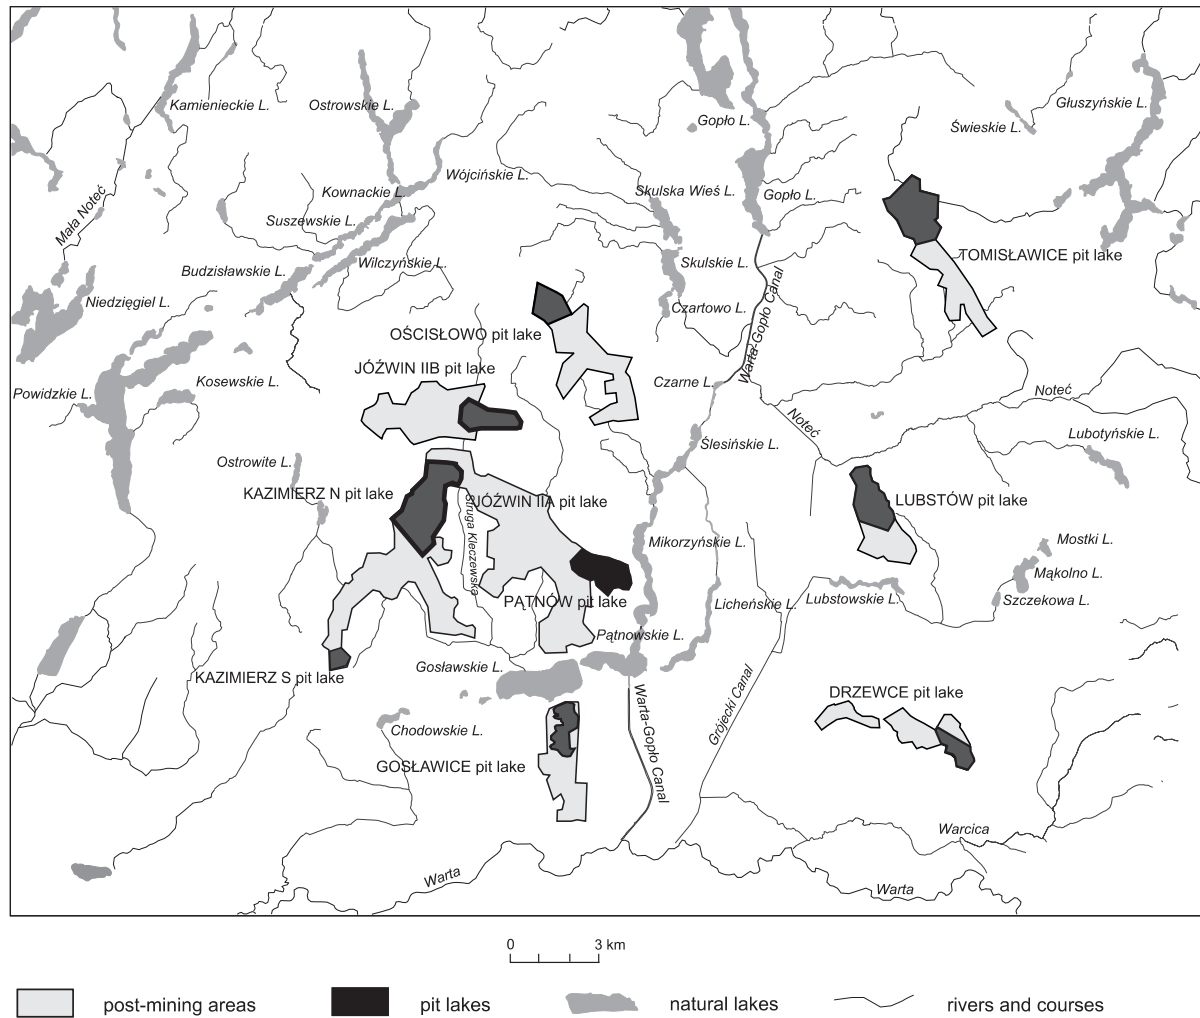 Kamienieckie L.
Ostrowskie L.
Głuszyńskie L.
Gopło L.
Świeskie L.
Wójcińskie L.
Kownackie L.
Skulska Wieś L.
Gopło L.
Mała Noteć
Suszewskie L.
Budzisławskie L.
Wilczyńskie L.
Skulskie L.
TOMISŁAWICE pit lake
Niedzięgiel L.
Czartowo L.
Warta-Gopło Canal
OŚCISŁOWO pit lake
JÓŹWIN IIB pit lake
Kosewskie L.
Czarne L.
Powidzkie L.
Noteć
Noteć
Ślesińskie L.
Lubotyńskie L.
Ostrowite L.
KAZIMIERZ N pit lake
JÓŹWIN IIA pit lake
LUBSTÓW pit lake
Struga Kleczewska
Mikorzyńskie L.
Mostki L.
Mąkolno L.
PĄTNÓW pit lake
Licheńskie L.
Lubstowskie L.
Szczekowa L.
Pątnowskie L.
Gosławskie L.
KAZIMIERZ S pit lake
DRZEWCE pit lake
Grójecki Canal
Warta-Gopło Canal
Chodowskie L.
GOSŁAWICE pit lake
Warcica
Warta
Warta
0 3 km
post-mining areas
pit lakes
natural lakes
rivers and courses